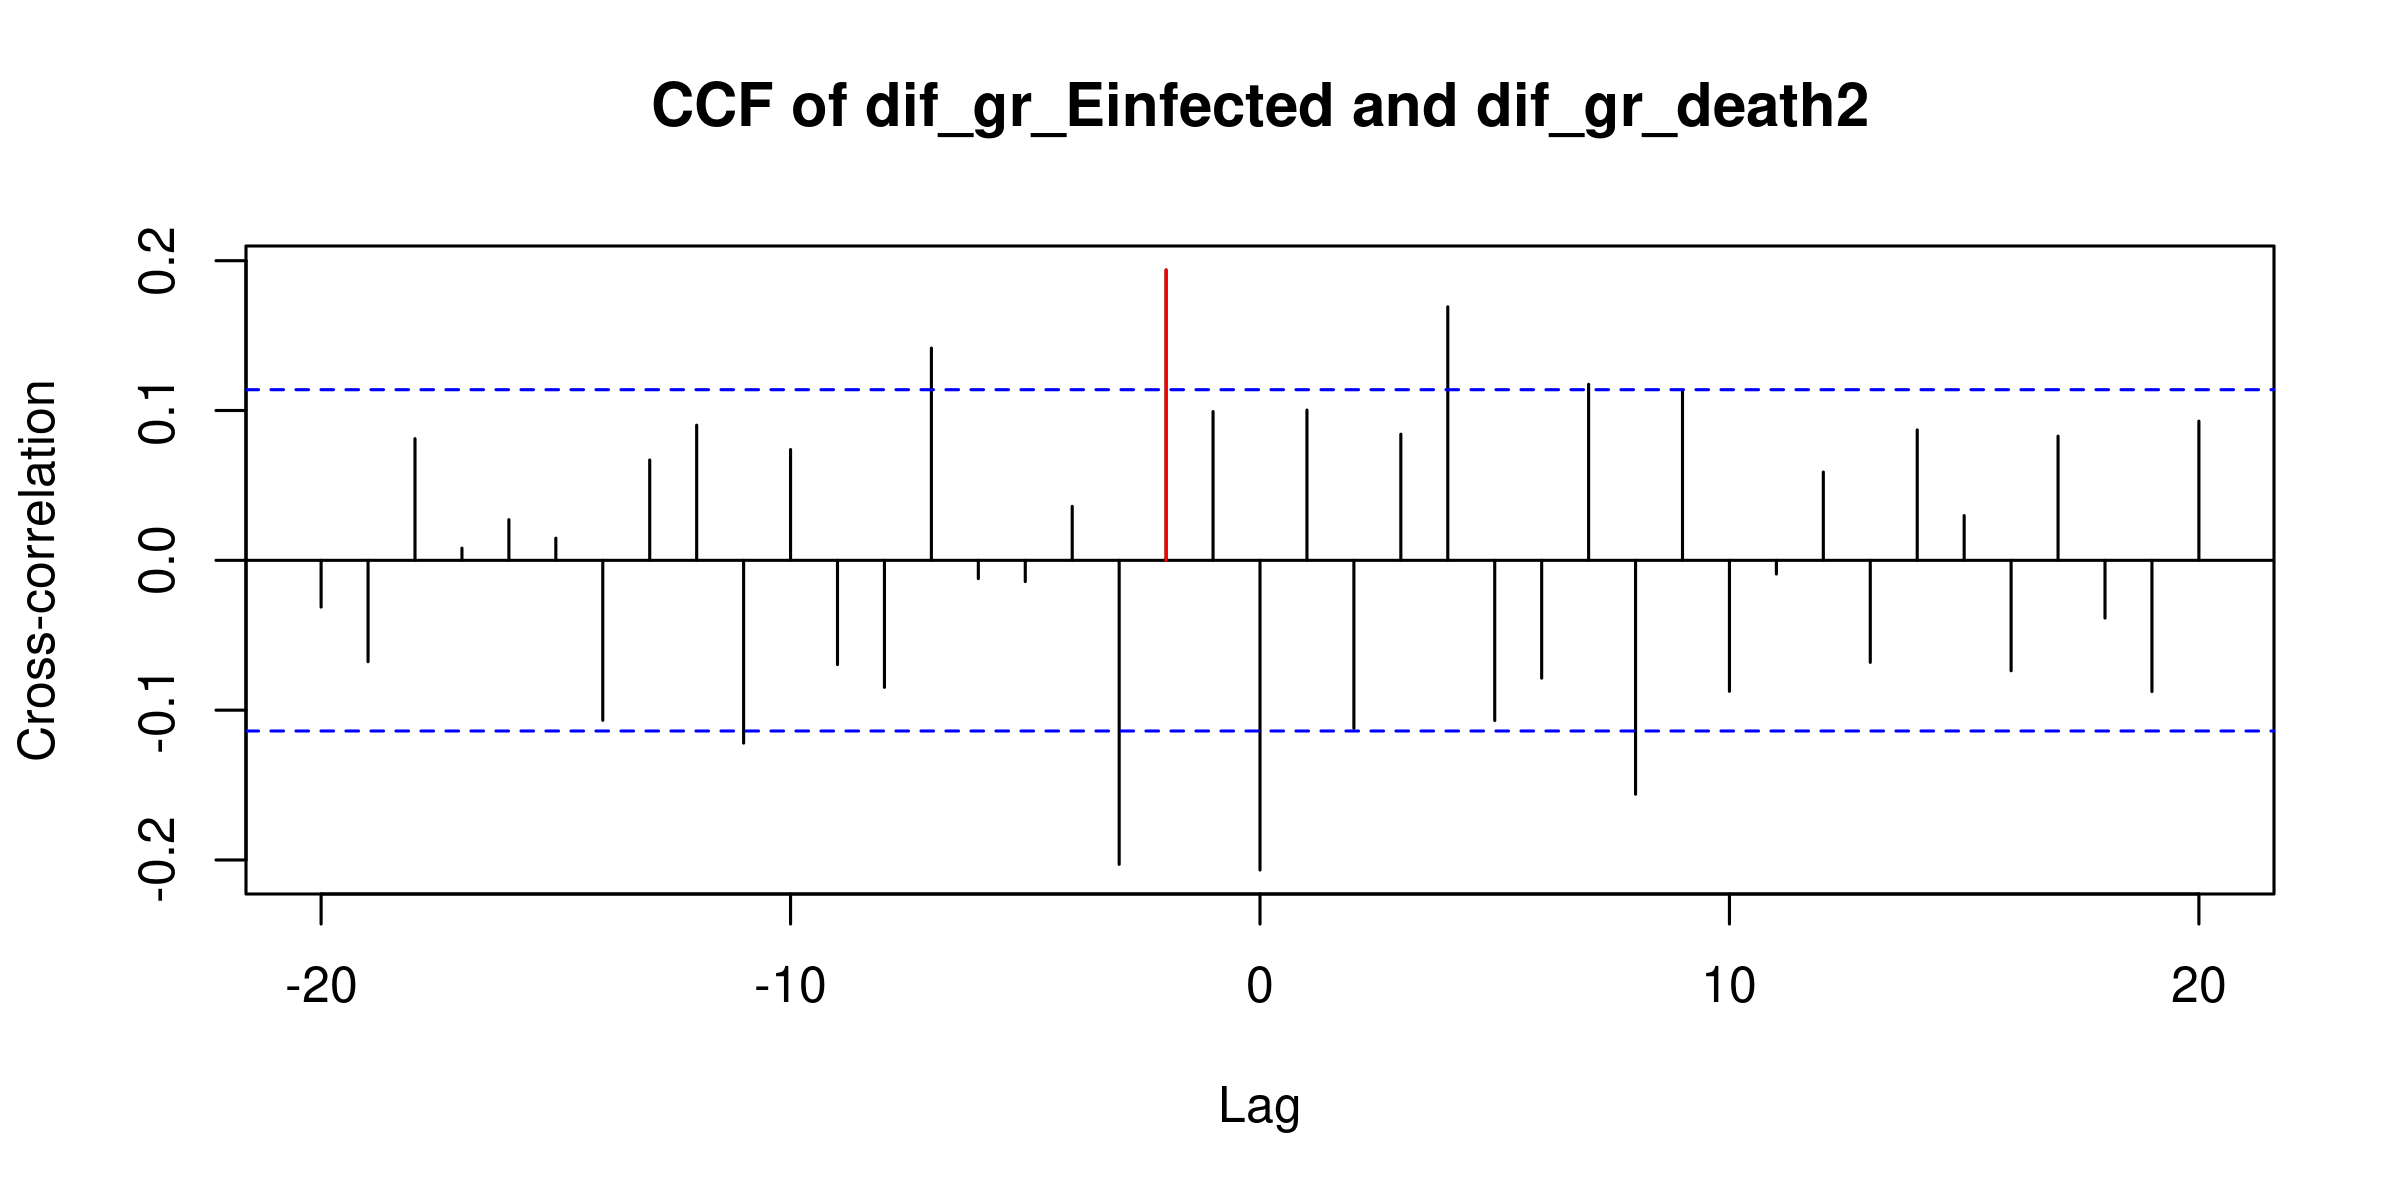 CCF of dif_gr_Einfected and dif_gr_death2
Cross-correlation
0.2
0.1
0.0
-0.1
-0.2
-20 -10 0 10 20
Lag